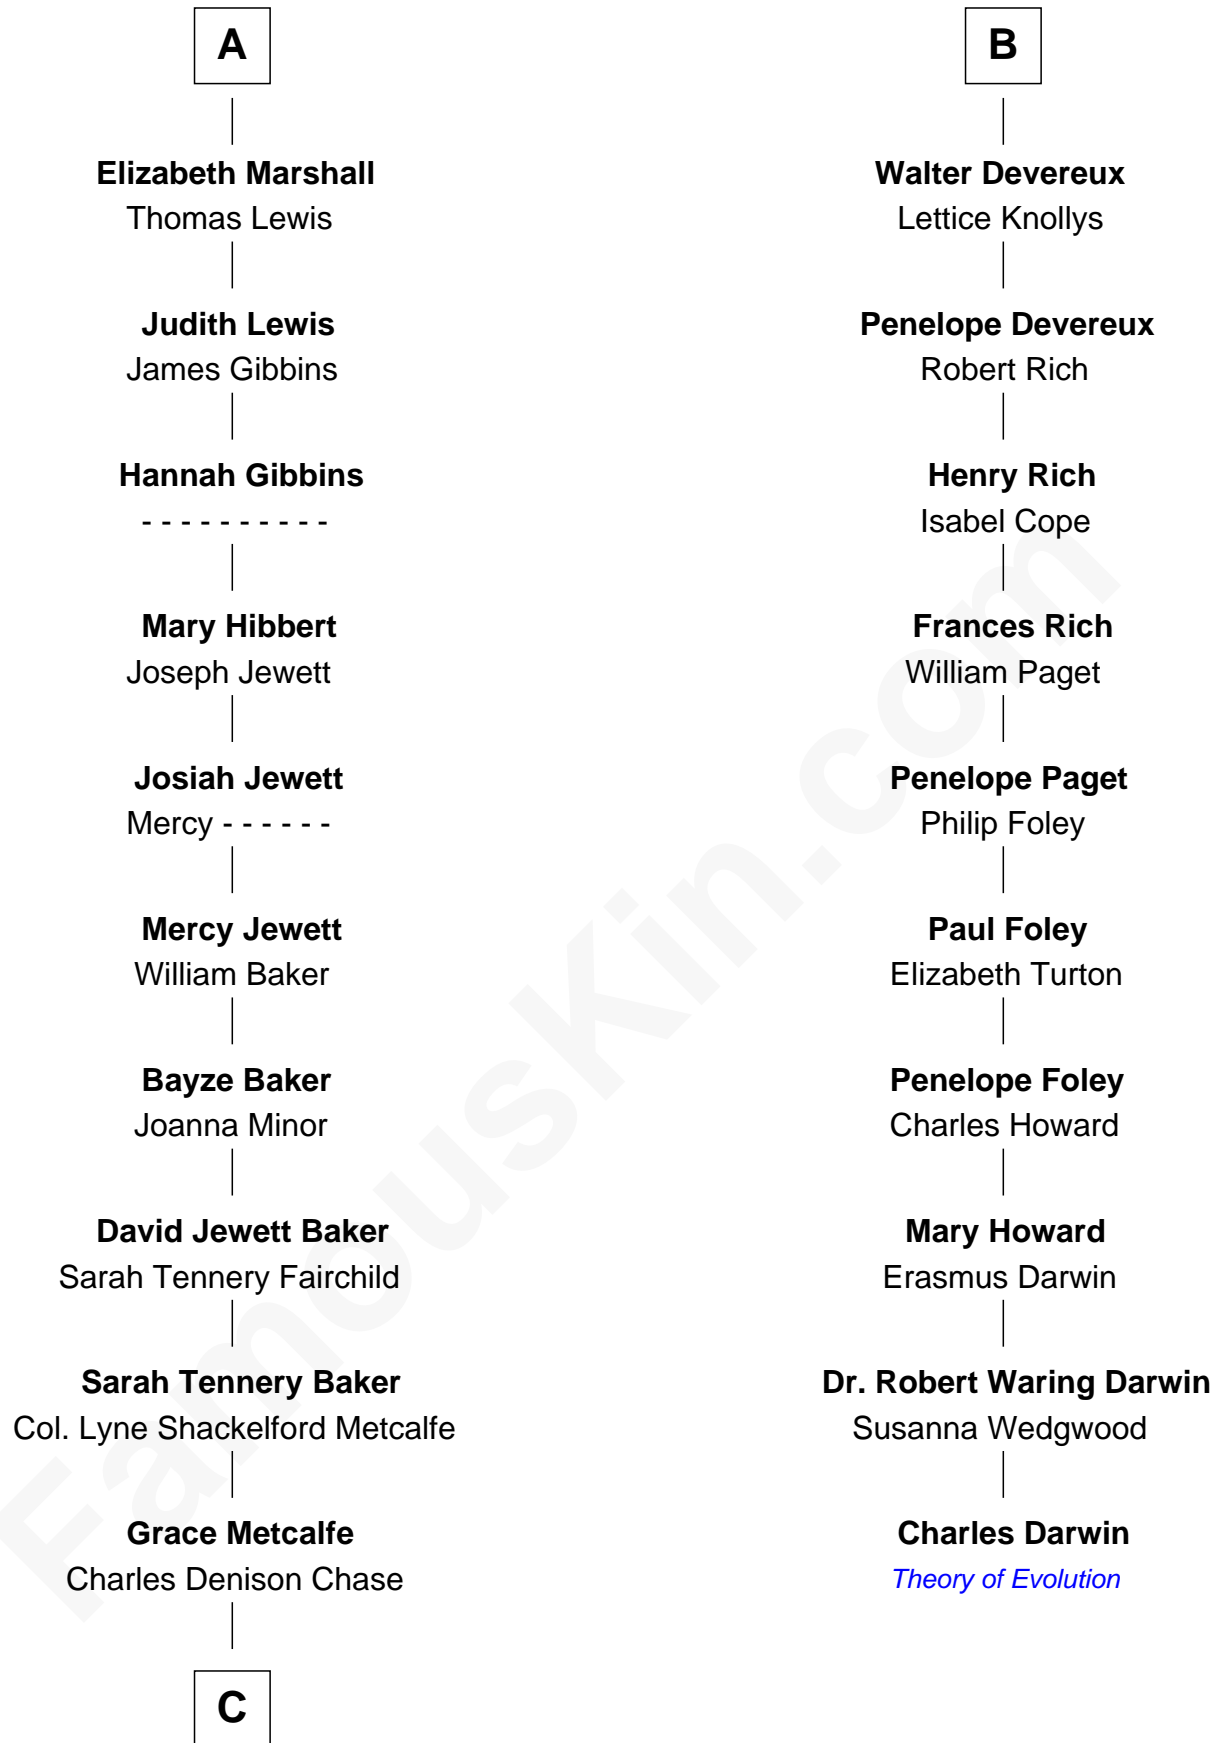 A
Elizabeth Marshall
Thomas Lewis
Judith Lewis
James Gibbins
Hannah Gibbins
- - - - - - - - - -
Mary Hibbert
Joseph Jewett
Josiah Jewett
Mercy - - - - - -
Mercy Jewett
William Baker
Bayze Baker
Joanna Minor
David Jewett Baker
Sarah Tennery Fairchild
Sarah Tennery Baker
Col. Lyne Shackelford Metcalfe
Grace Metcalfe
Charles Denison Chase
C
B
Walter Devereux
Lettice Knollys
Penelope Devereux
Robert Rich
Henry Rich
Isabel Cope
Frances Rich
William Paget
Penelope Paget
Philip Foley
Paul Foley
Elizabeth Turton
Penelope Foley
Charles Howard
Mary Howard
Erasmus Darwin
Dr. Robert Waring Darwin
Susanna Wedgwood
Charles Darwin
Theory of Evolution
FamousKin.com